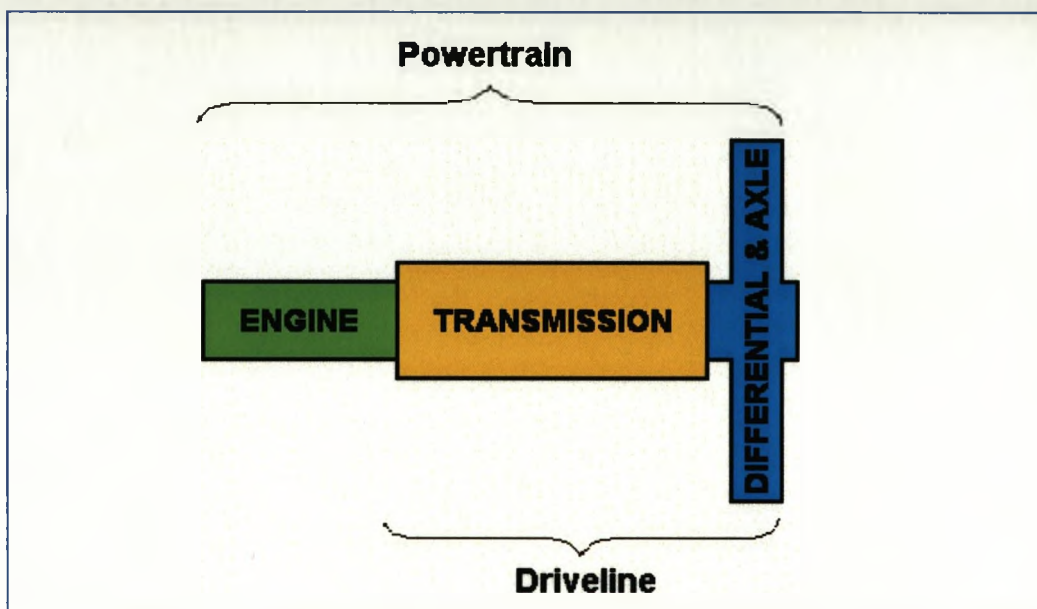 Powertrain
ENGINE
TRANSMISSION
DIFFERENTIAL & AXLE
Driveline